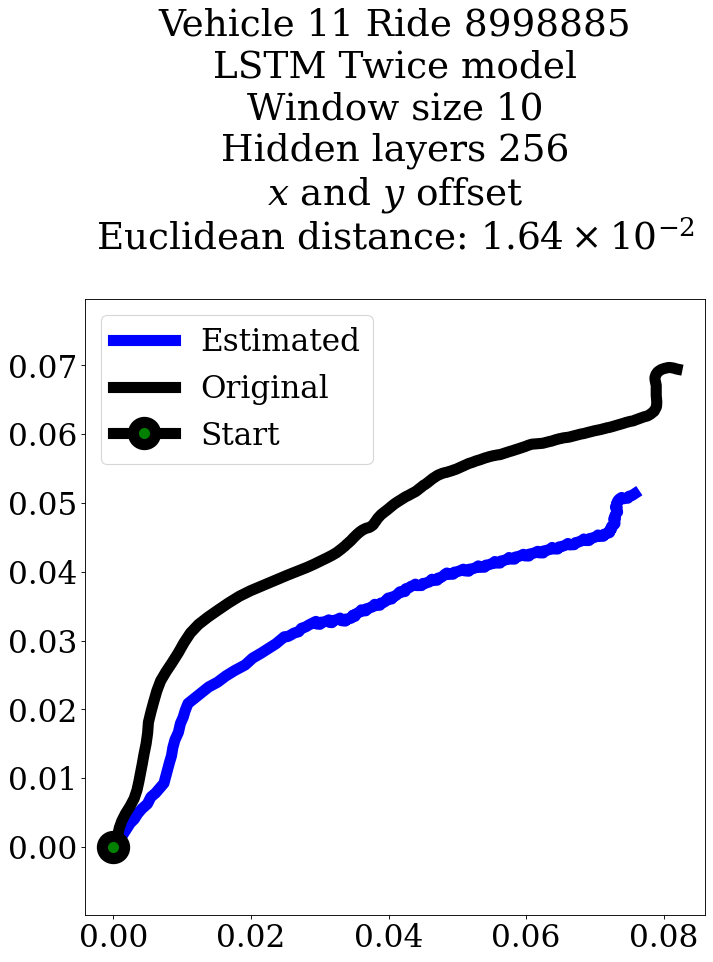 Vehicle 11 Ride 8998885
LSTM Twice model
Window size 10
Hidden layers 256
x and y offset
Euclidean distance: 1.64 × 10⁻²
Estimated
Original
Start
0.07
0.06
0.05
0.04
0.03
0.02
0.01
0.00
0.00 0.02 0.04 0.06 0.08